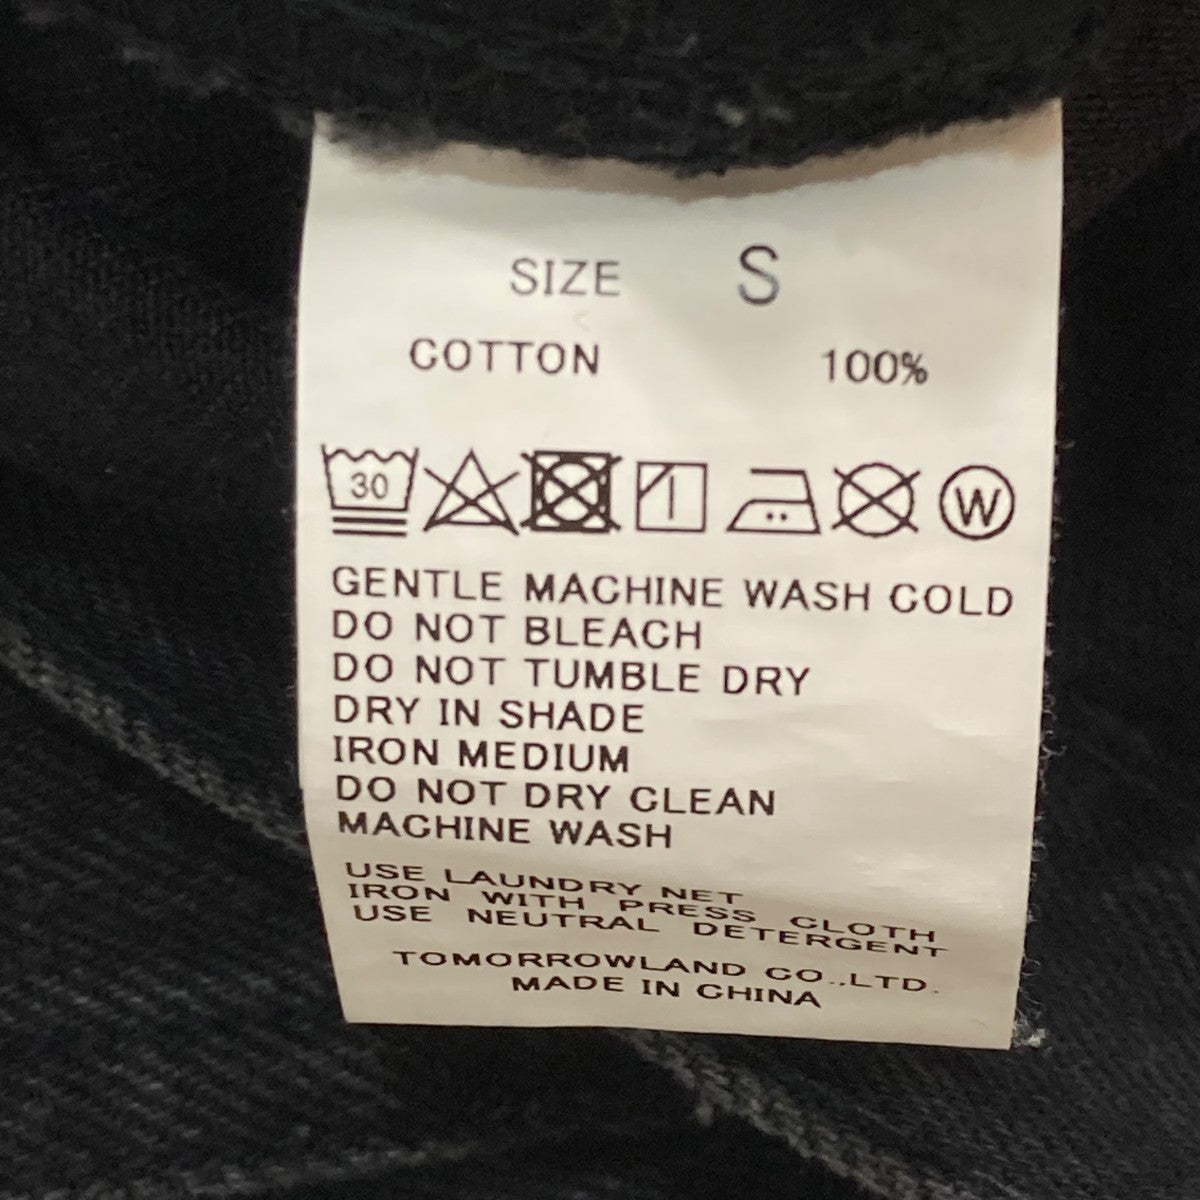 SIZE S
COTTON 100%
30 W
GENTLE MACHINE WASH COLD
DO NOT BLEACH
DO NOT TUMBLE DRY
DRY IN SHADE
IRON MEDIUM
DO NOT DRY CLEAN
MACHINE WASH
USE LAUNDRY NET
IRON WITH PRESS CLOTH
USE NEUTRAL DETERGENT
TOMORROWLAND CO.,LTD.
MADE IN CHINA